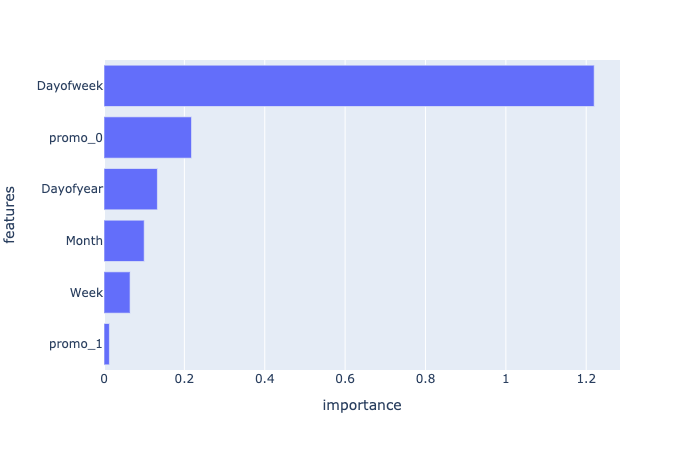 Dayofweek
promo_0
Dayofyear
Month
Week
promo_1
features
0 0.2 0.4 0.6 0.8 1 1.2
importance